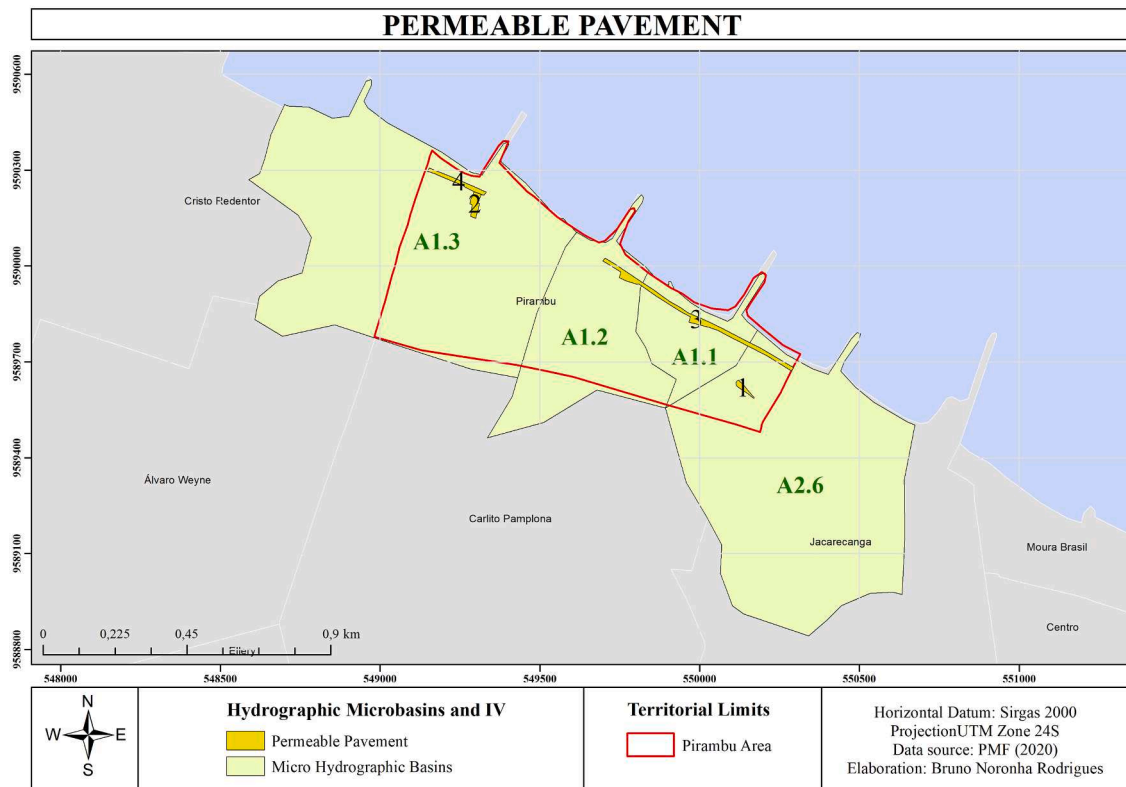 PERMEABLE PAVEMENT
9590600
9590300
9590000
9589700
9589400
9589100
9588800
Cristo Redentor
4
2
A1.3
Pirambu
A1.2
3
A1.1
1
Álvaro Weyne
Carlito Pamplona
A2.6
Jacarecanga
Moura Brasil
Centro
0 0,225 0,45 0,9 km
Ellery
548000 548500 549000 549500 550000 550500 551000
N
W E
S
Hydrographic Microbasins and IV
Permeable Pavement
Micro Hydrographic Basins
Territorial Limits
Pirambu Area
Horizontal Datum: Sirgas 2000
ProjectionUTM Zone 24S
Data source: PMF (2020)
Elaboration: Bruno Noronha Rodrigues